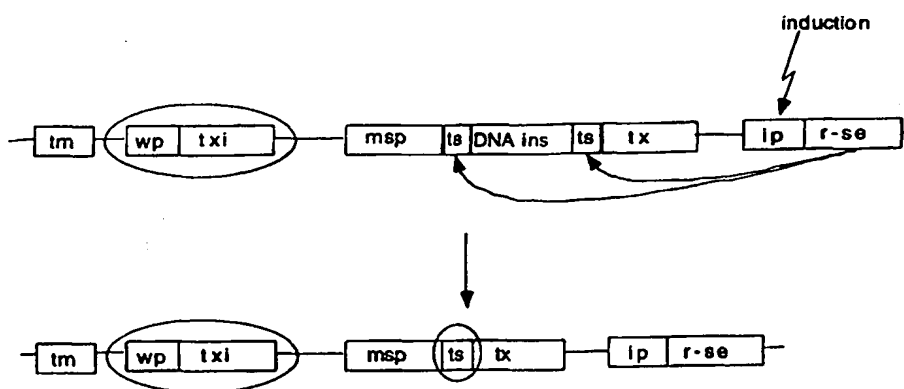 induction
tm wp txi msp ts DNA ins ts tx ip r-se
tm wp txi msp ts tx ip r-se